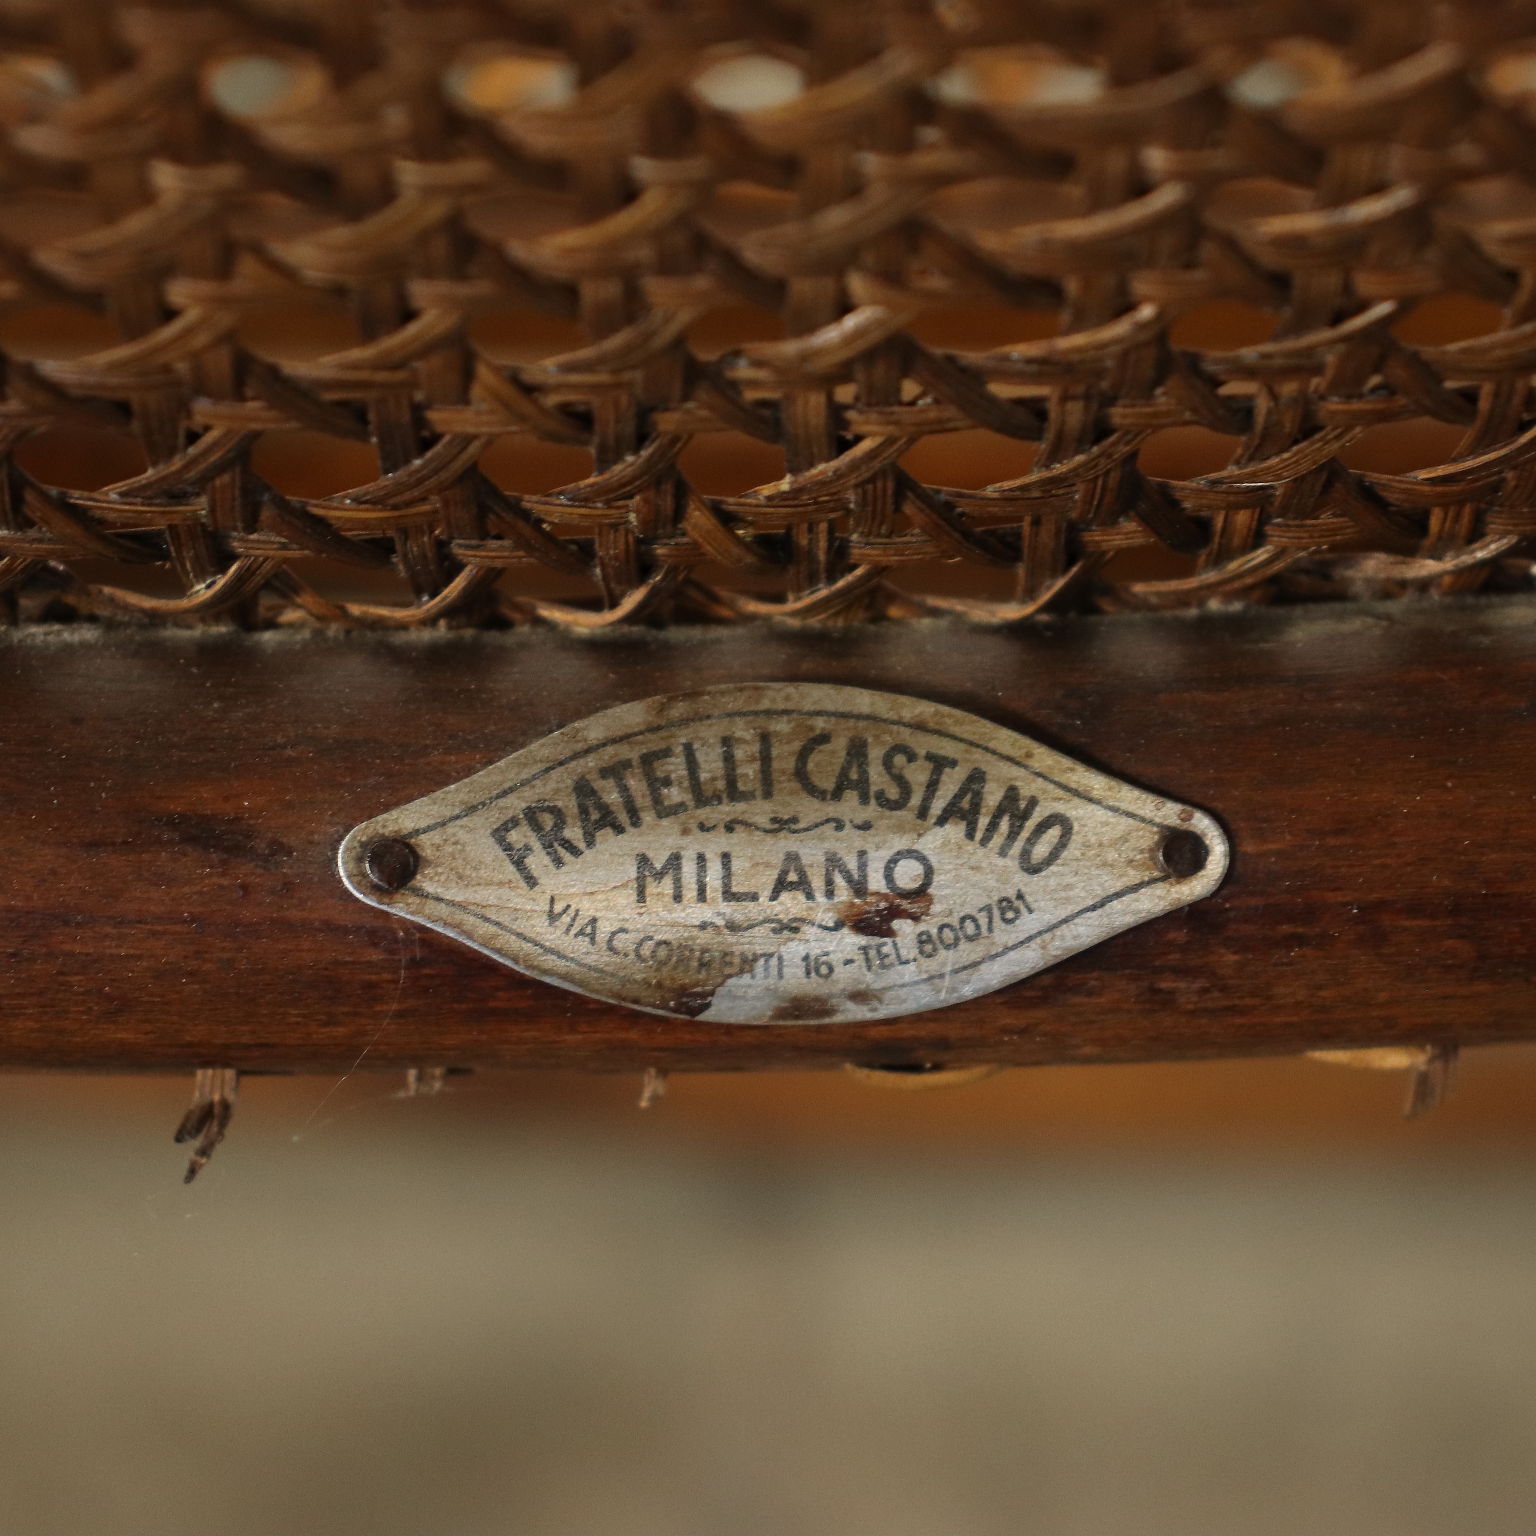 FRATELLI CASTANO
MILANO
VIA C. CORRENTI 16 - TEL. 800781